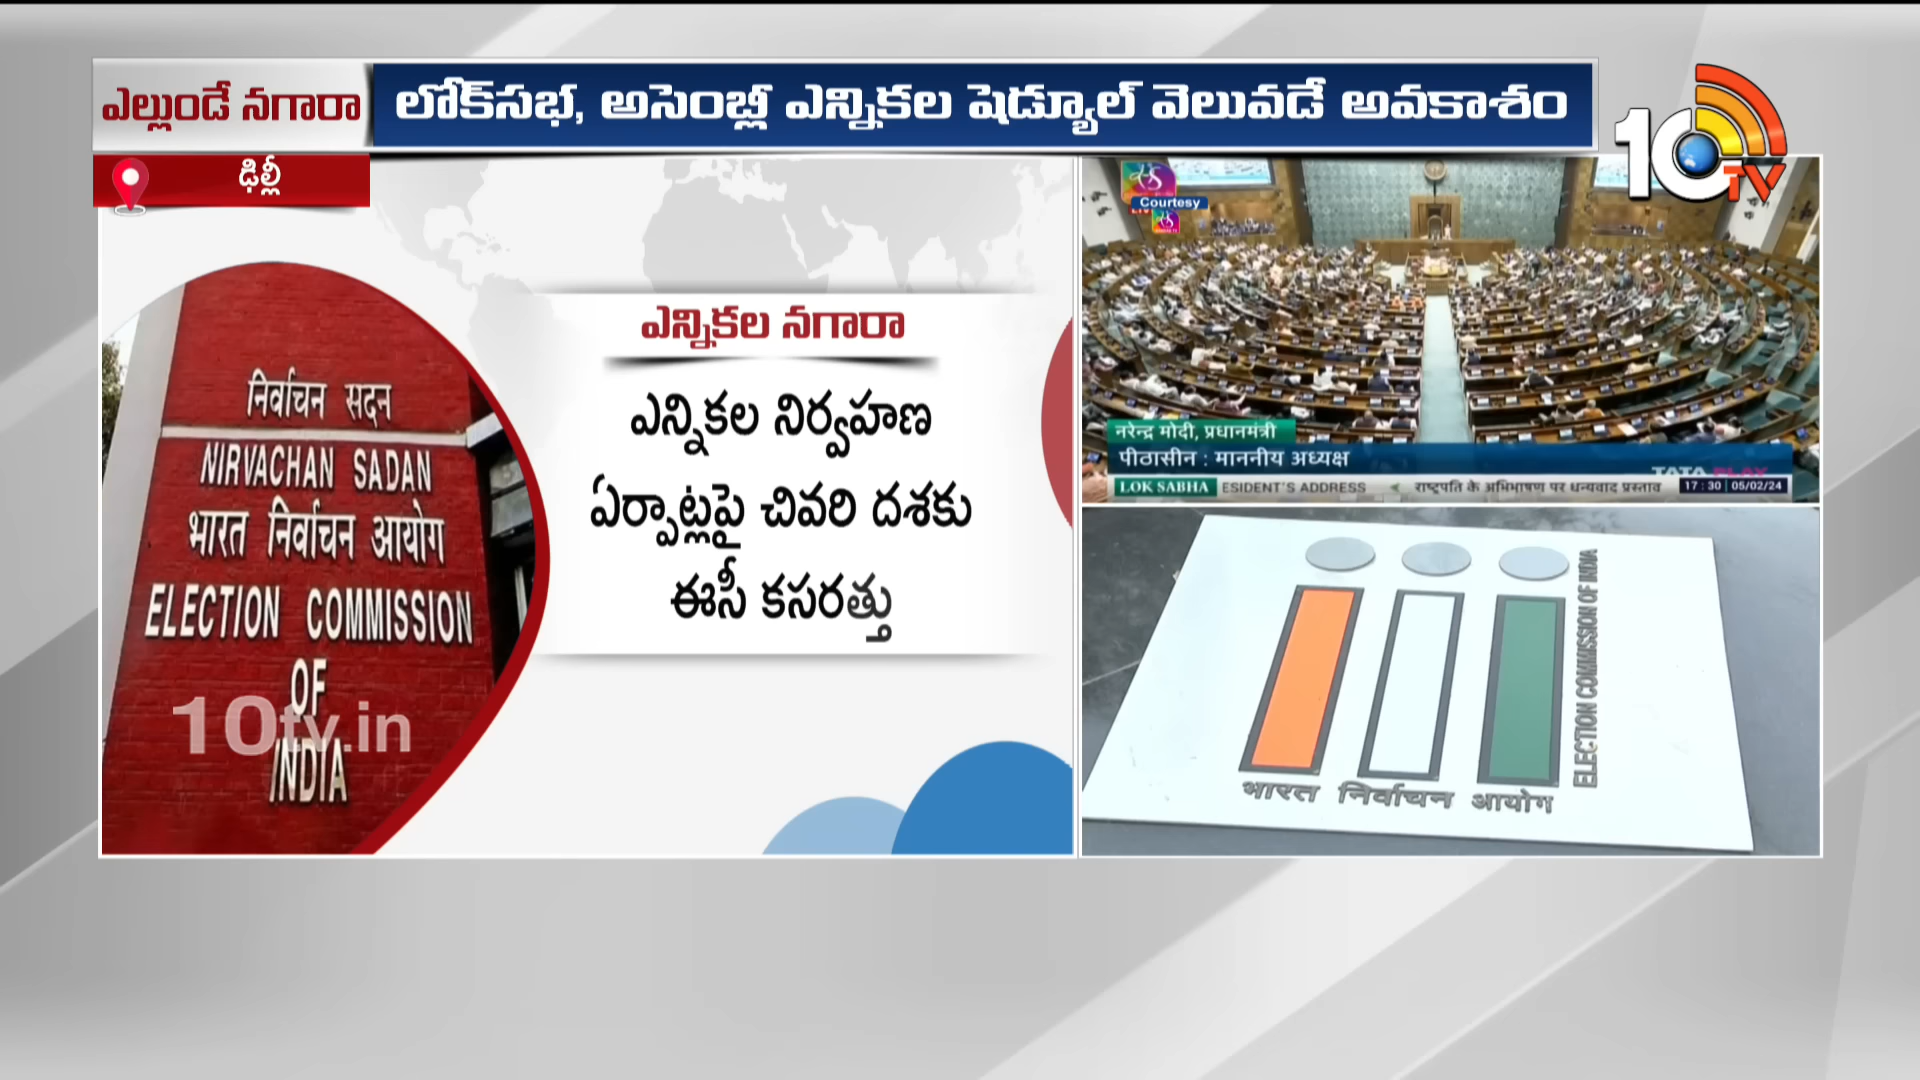 ఎల్లుండే నగారా
లోక్‌సభ, అసెంబ్లీ ఎన్నికల షెడ్యూల్ వెలువడే అవకాశం
10TV
ఢిల్లీ
निर्वाचन सदन
NIRVACHAN SADAN
भारत निर्वाचन आयोग
ELECTION COMMISSION
OF
INDIA
10tv.in
ఎన్నికల నగారా
ఎన్నికల నిర్వహణ
ఏర్పాట్లపై చివరి దశకు
ఈసీ కసరత్తు
Courtesy
नरेन्द्र मोदी, प्रधानमंत्री
पीठासीन : माननीय अध्यक्ष
TATA PLAY
LOK SABHA ESIDENT'S ADDRESS राष्ट्रपति के अभिभाषण पर धन्यवाद प्रस्ताव 17 : 30 05/02/24
भारत निर्वाचन आयोग
ELECTION COMMISSION OF INDIA